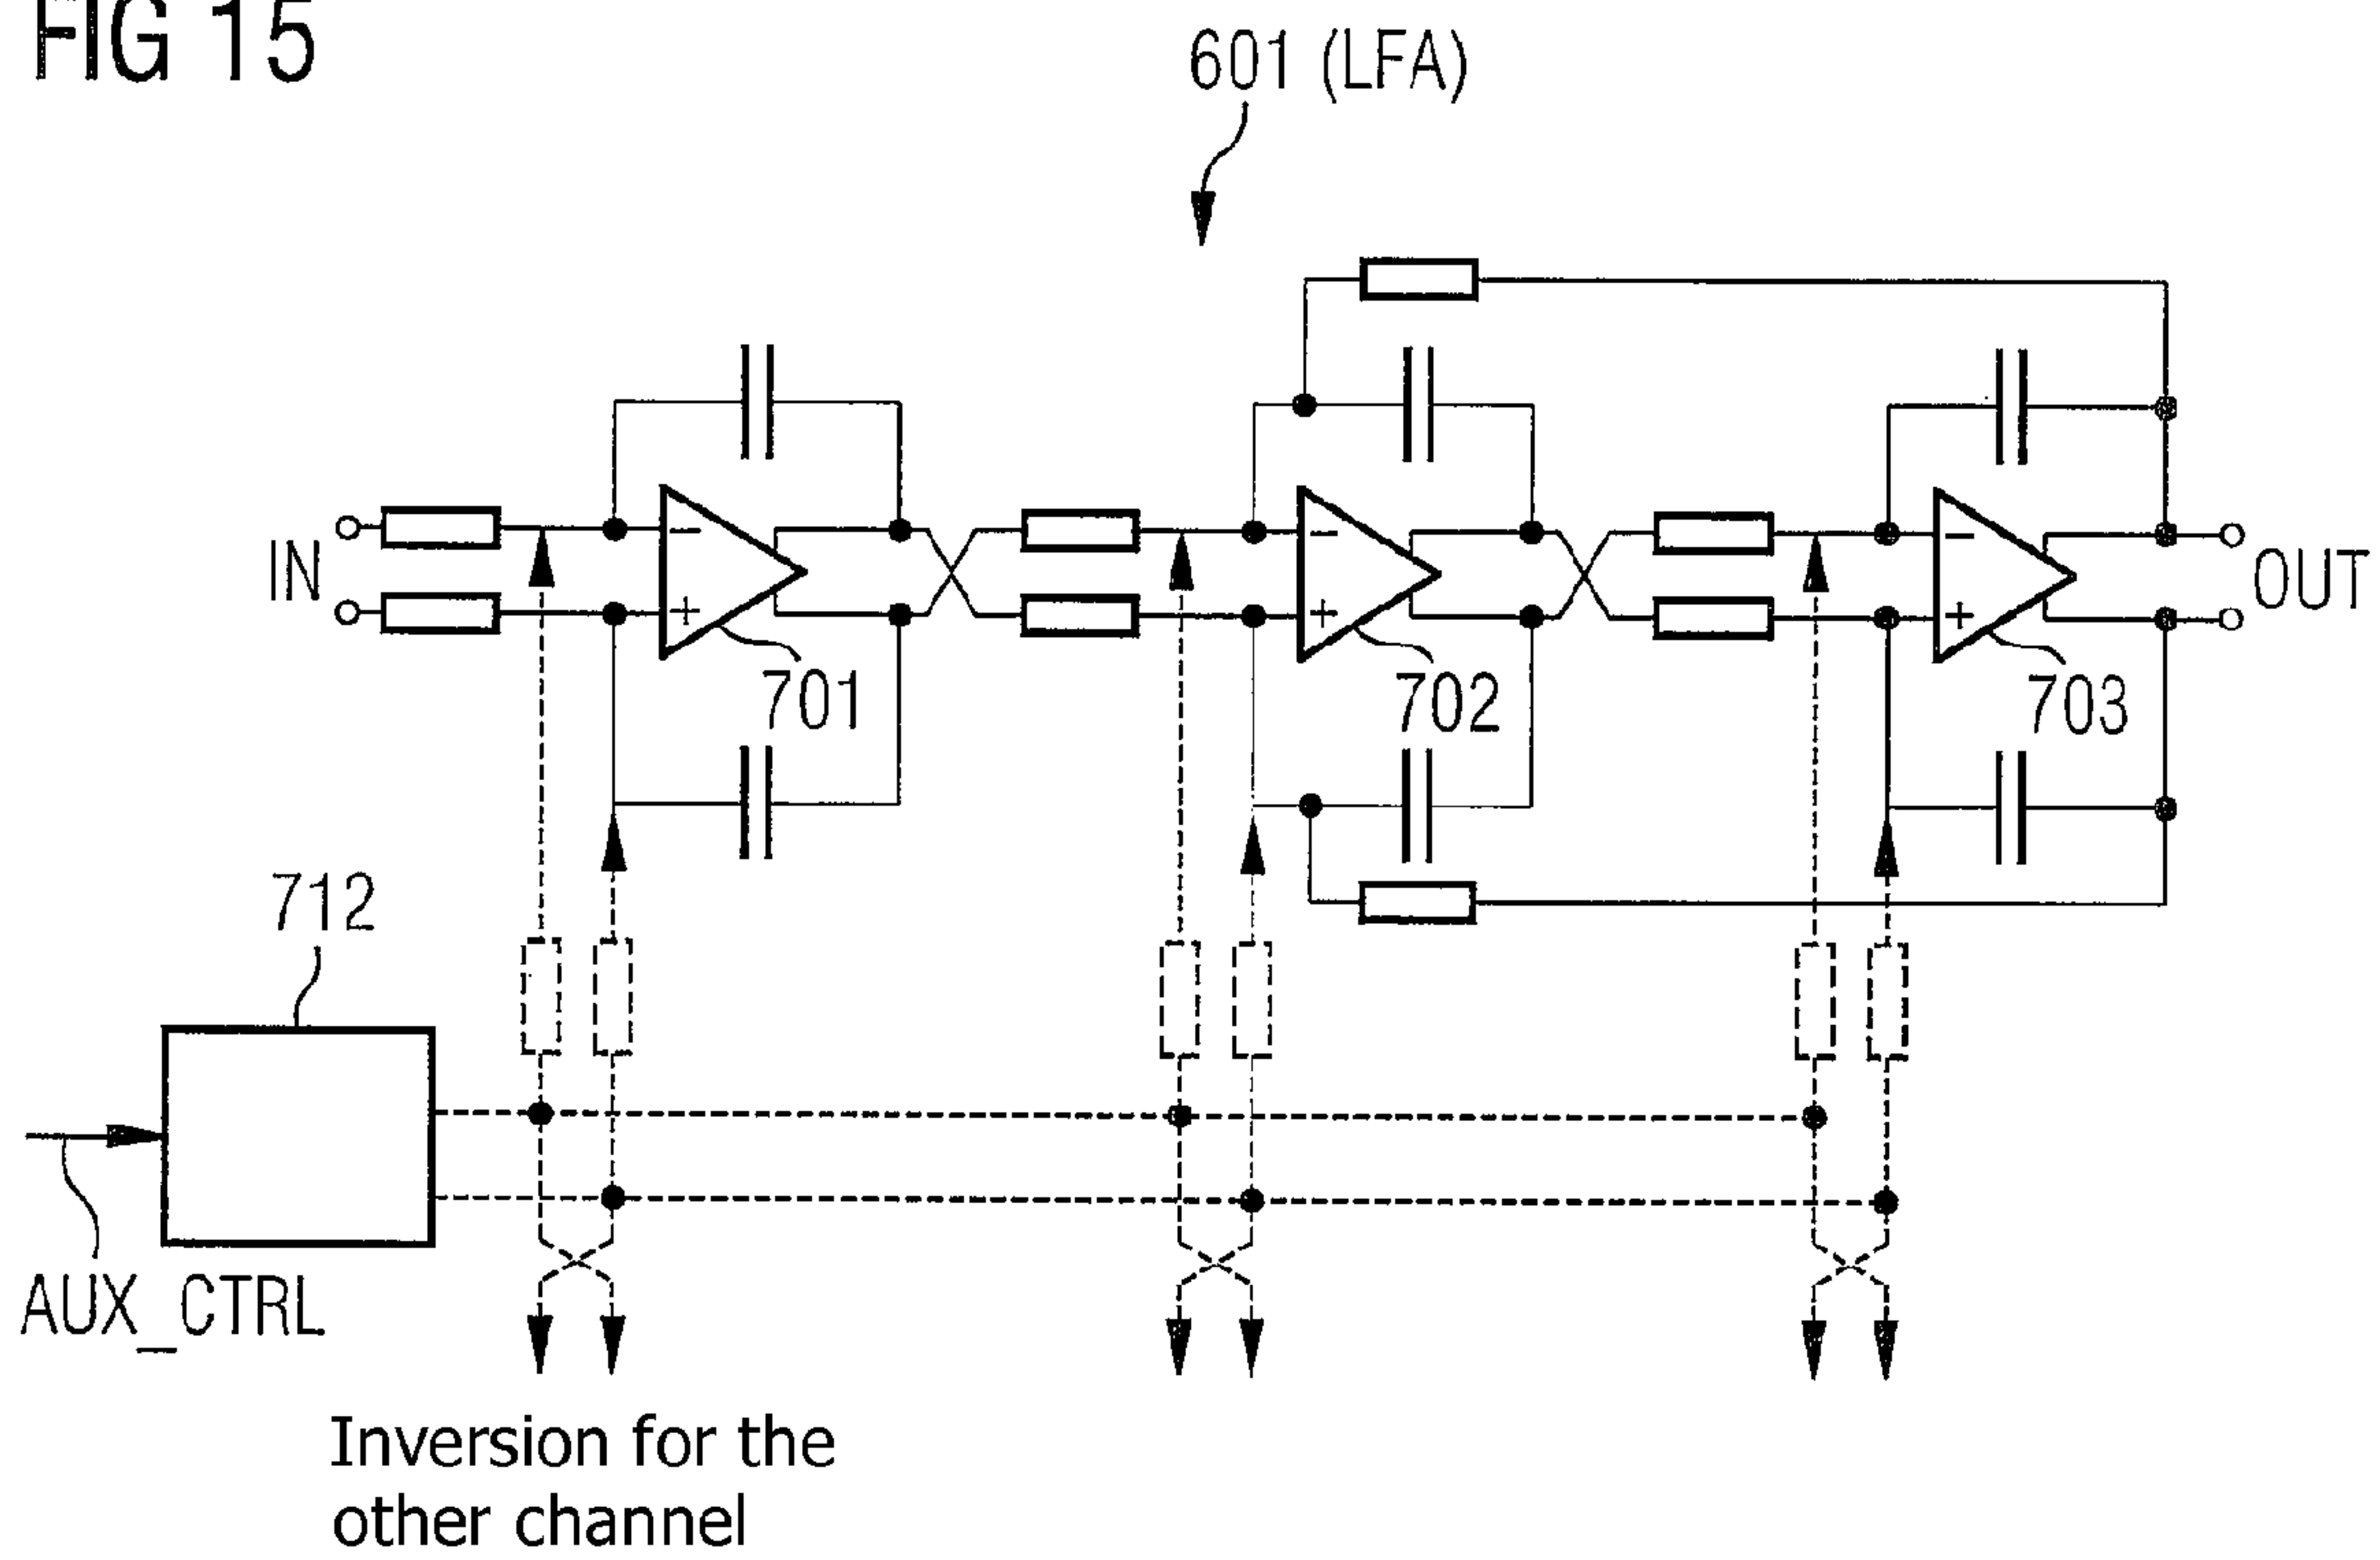 FIG 15
601 (LFA)
IN
−
+
701
−
+
702
−
+
703
OUT
712
AUX_CTRL
Inversion for the
other channel